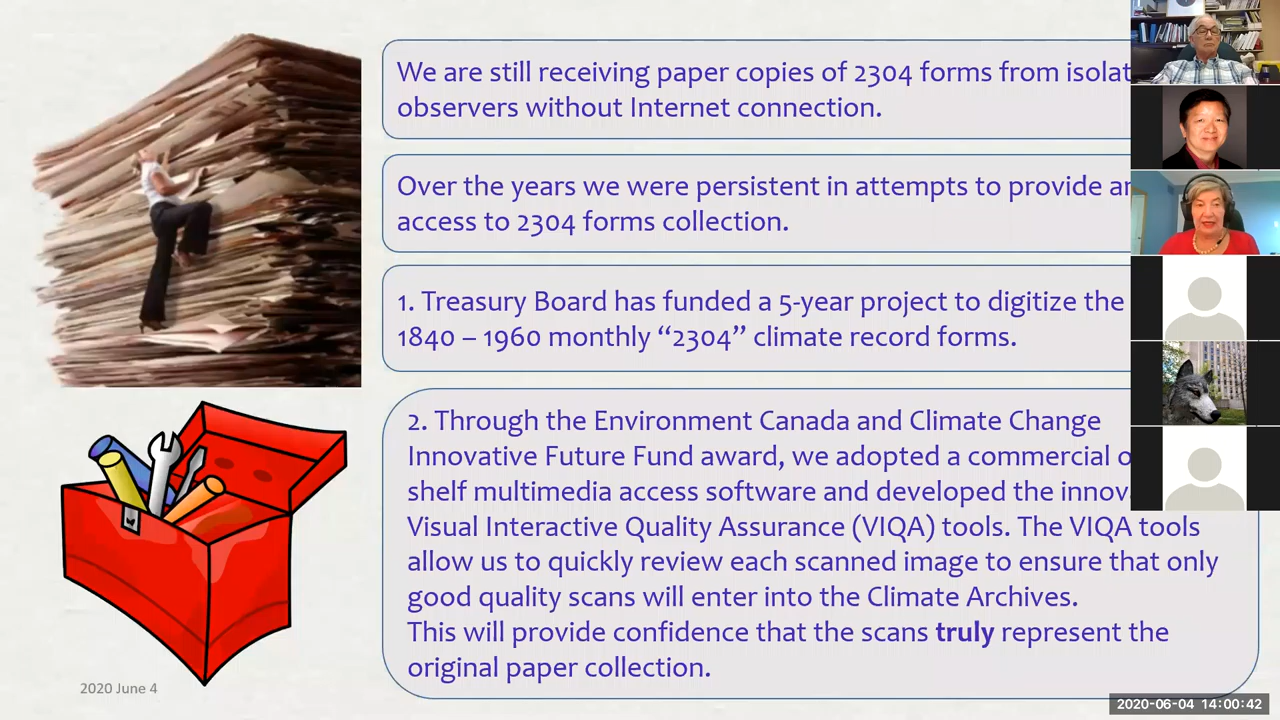 We are still receiving paper copies of 2304 forms from
observers without Internet connection.
Over the years we were persistent in attempts to provide
access to 2304 forms collection.
1. Treasury Board has funded a 5-year project to digitize the
1840 – 1960 monthly “2304” climate record forms.
2. Through the Environment Canada and Climate Change
Innovative Future Fund award, we adopted a commercial
shelf multimedia access software and developed the
Visual Interactive Quality Assurance (VIQA) tools. The VIQA tools
allow us to quickly review each scanned image to ensure that only
good quality scans will enter into the Climate Archives.
This will provide confidence that the scans truly represent the
original paper collection.
2020 June 4
2020-06-04 14:00:42